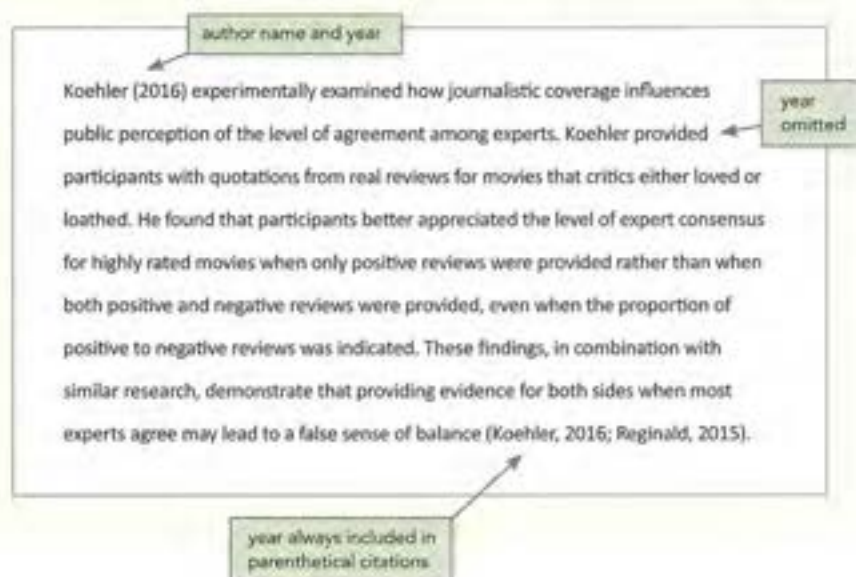 author name and year
Koehler (2016) experimentally examined how journalistic coverage influences
public perception of the level of agreement among experts. Koehler provided
year
omitted
participants with quotations from real reviews for movies that critics either loved or
loathed. He found that participants better appreciated the level of expert consensus
for highly rated movies when only positive reviews were provided rather than when
both positive and negative reviews were provided, even when the proportion of
positive to negative reviews was indicated. These findings, in combination with
similar research, demonstrate that providing evidence for both sides when most
experts agree may lead to a false sense of balance (Koehler, 2016; Reginald, 2015).
year always included in
parenthetical citations